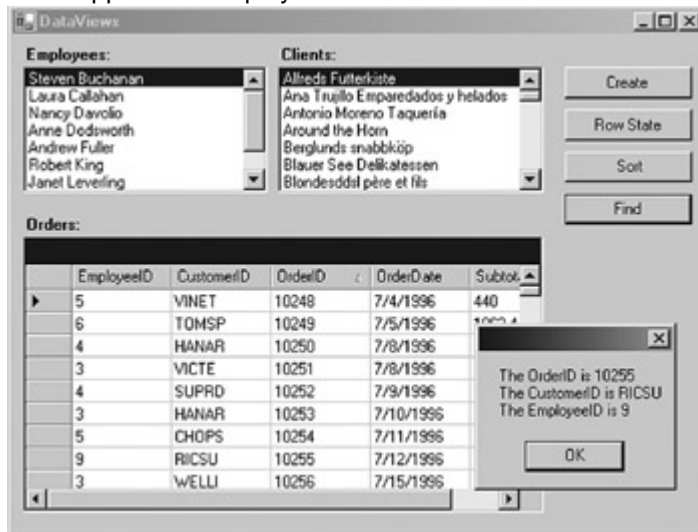 DataViews
Employees:
Clients:
Steven Buchanan
Laura Callahan
Nancy Davolio
Anne Dodsworth
Andrew Fuller
Robert King
Janet Leverling
Alfreds Futterkiste
Ana Trujillo Emparedados y helados
Antonio Moreno Taquería
Around the Horn
Berglunds snabbköp
Blauer See Delikatessen
Blondesddsl père et fils
Create
Row State
Sort
Find
Orders:
EmployeeID CustomerID OrderID OrderDate Subtot
5 VINET 10248 7/4/1996 440
6 TOMSP 10249 7/5/1996
4 HANAR 10250 7/8/1996
3 VICTE 10251 7/8/1996
4 SUPRD 10252 7/9/1996
3 HANAR 10253 7/10/1996
5 CHOPS 10254 7/11/1996
9 RICSU 10255 7/12/1996
3 WELLI 10256 7/15/1996
The OrderID is 10255
The CustomerID is RICSU
The EmployeeID is 9
OK